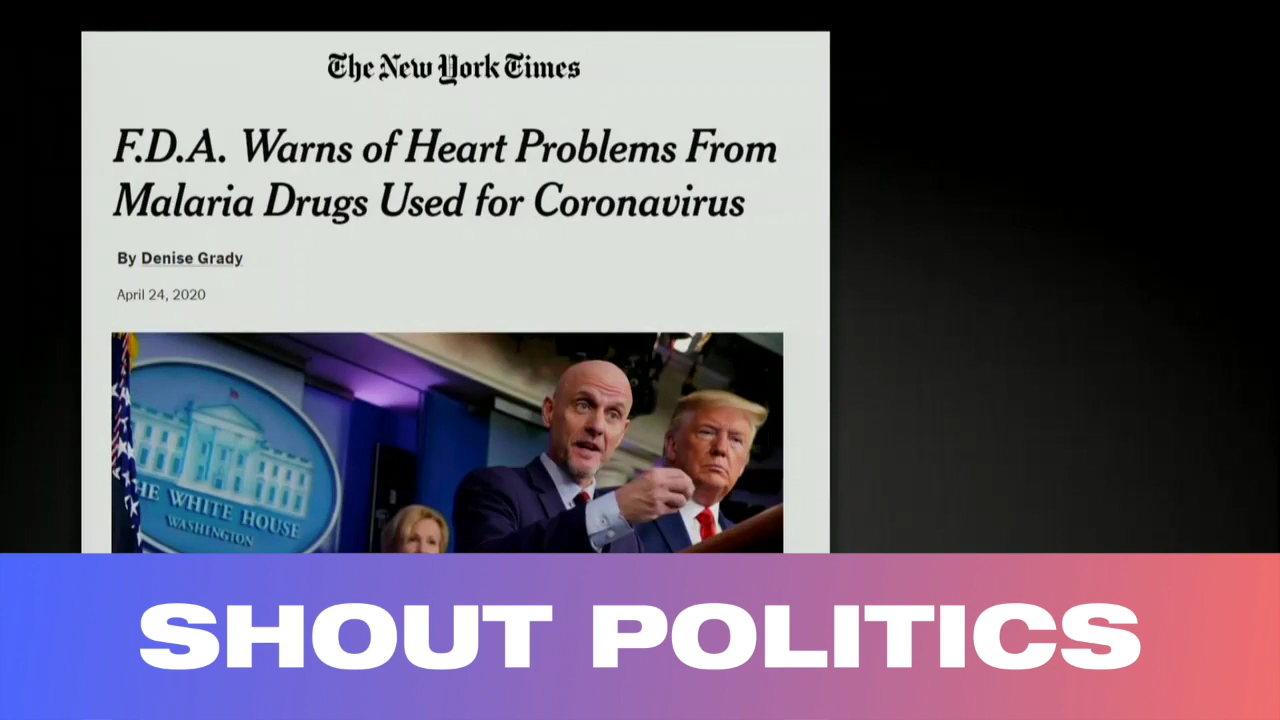 The New York Times
F.D.A. Warns of Heart Problems From
Malaria Drugs Used for Coronavirus
By Denise Grady
April 24, 2020
THE WHITE HOUSE
WASHINGTON
SHOUT POLITICS